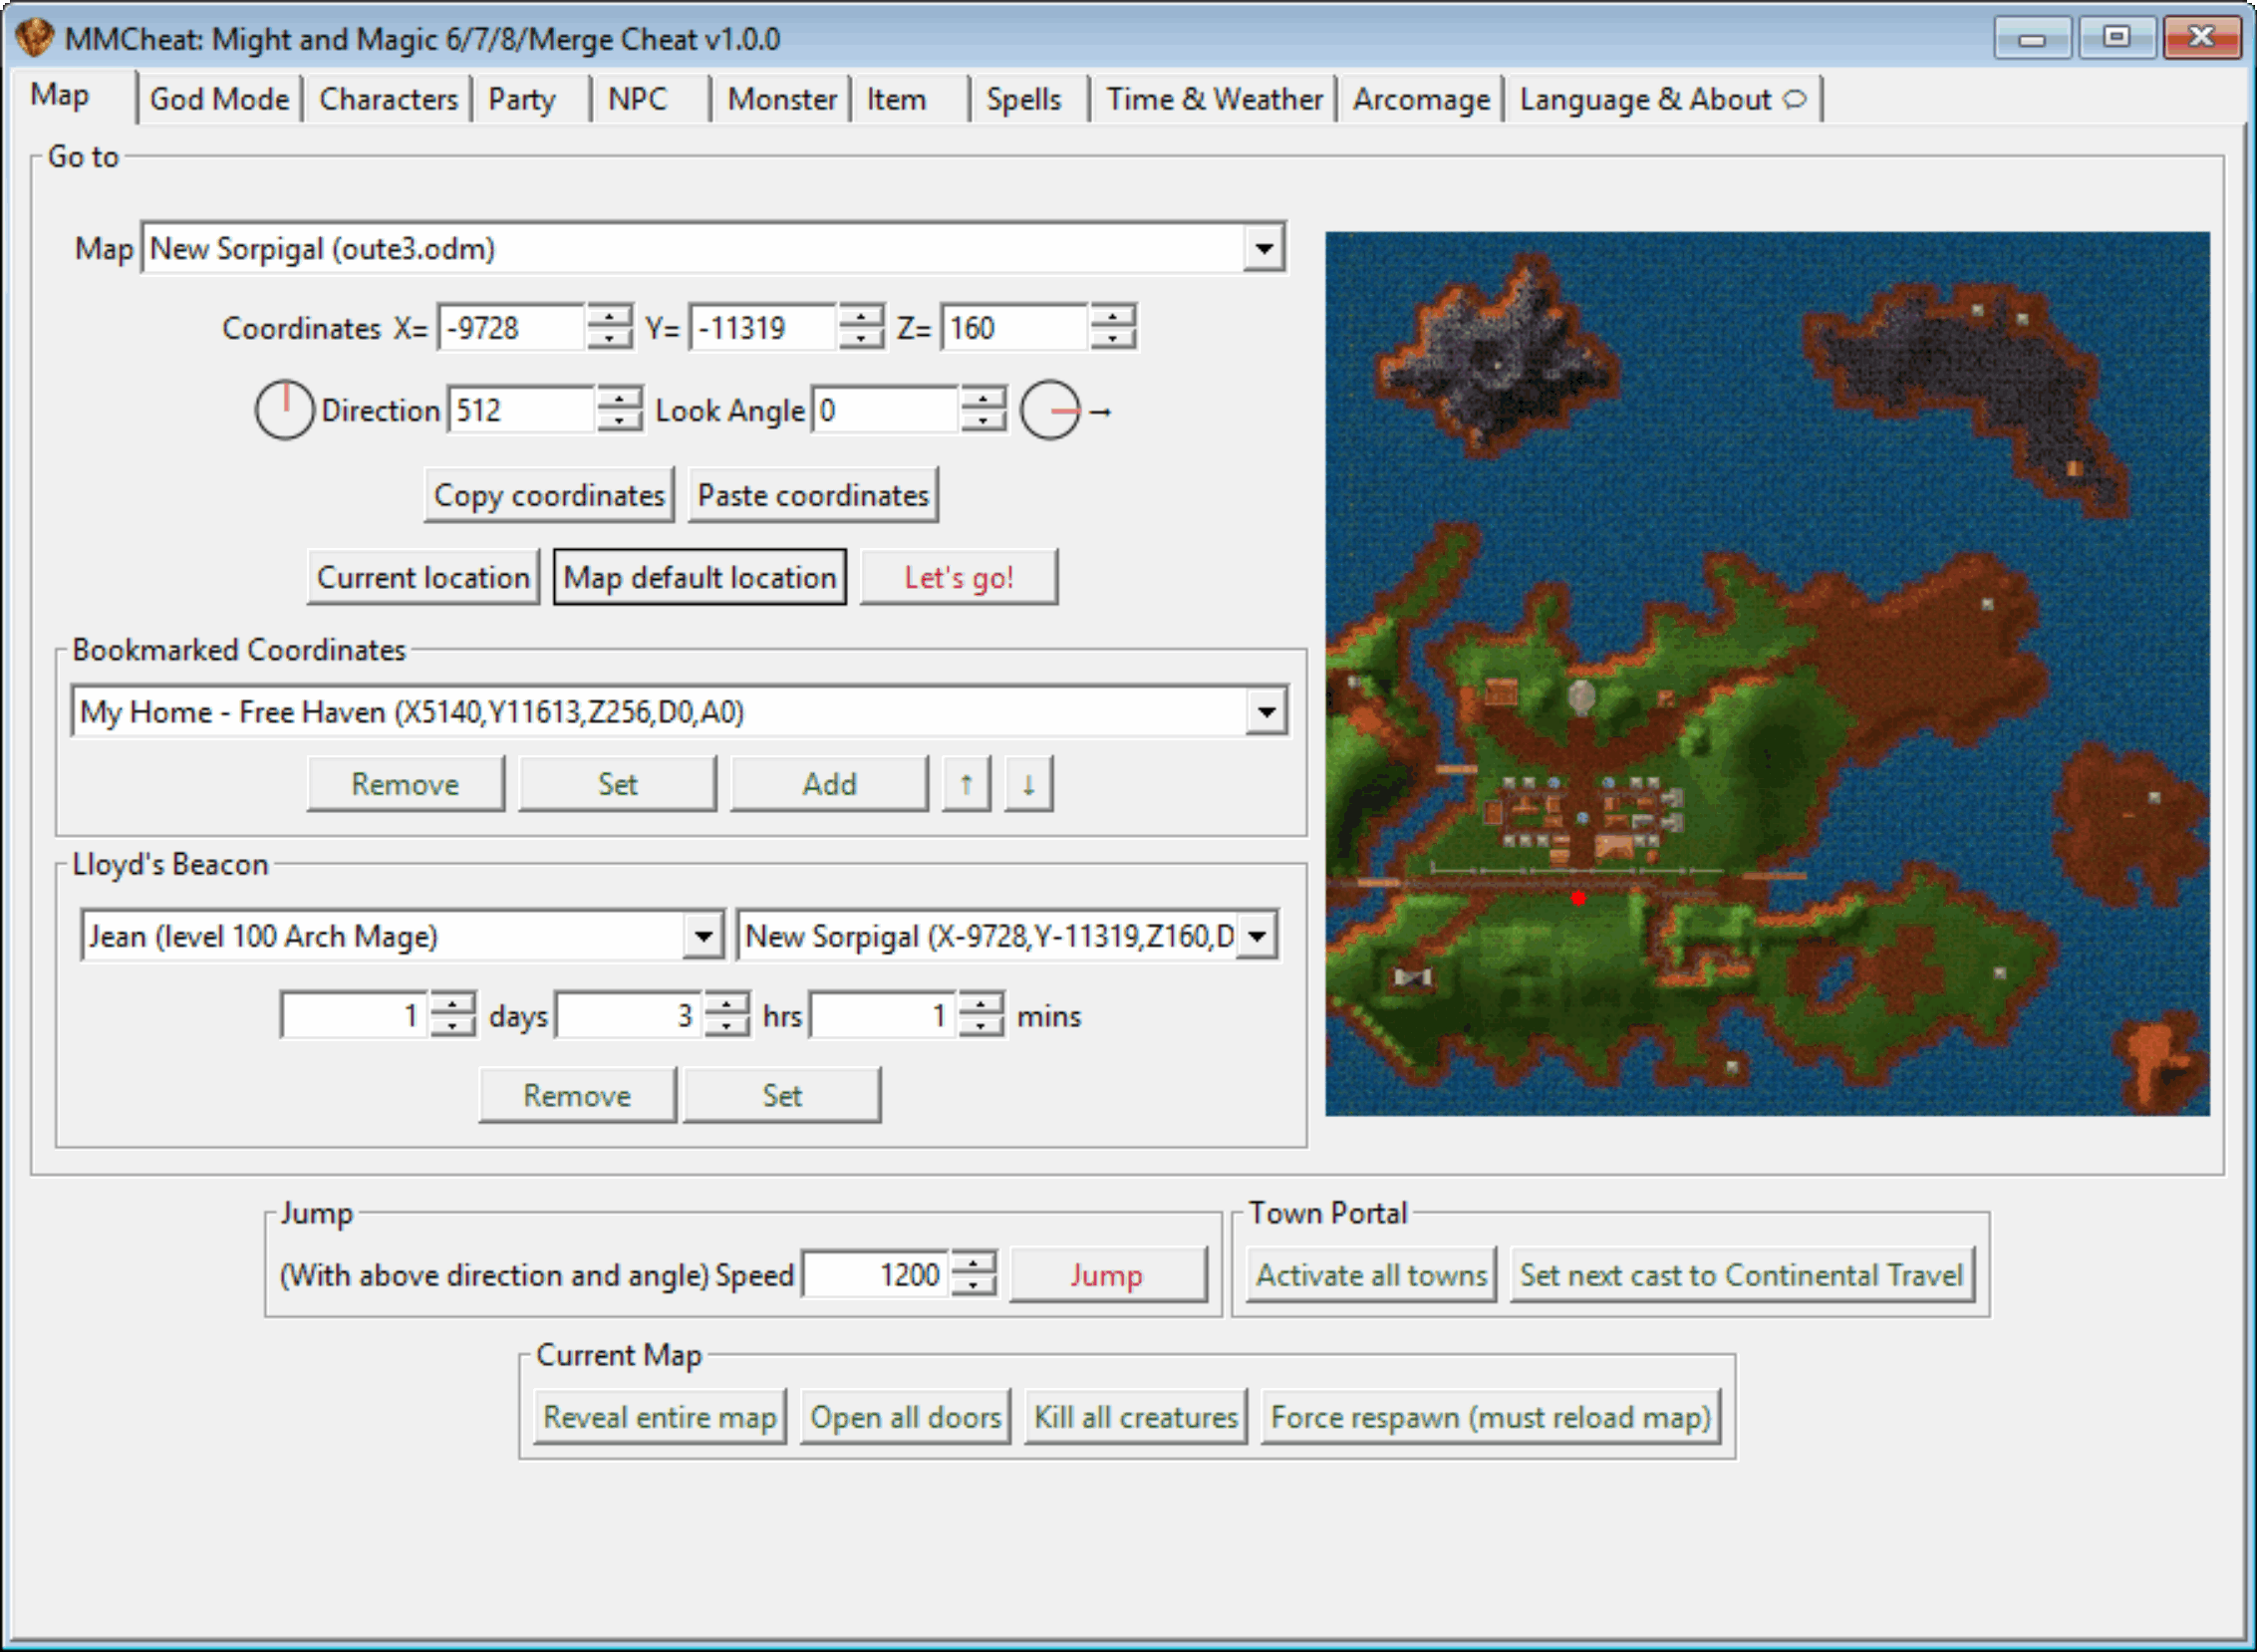 MMCheat: Might and Magic 6/7/8/Merge Cheat v1.0.0
Map God Mode Characters Party NPC Monster Item Spells Time & Weather Arcomage Language & About
Go to
Map New Sorpigal (oute3.odm)
Coordinates X= -9728 Y= -11319 Z= 160
Direction 512 Look Angle 0 →
Copy coordinates Paste coordinates
Current location Map default location Let's go!
Bookmarked Coordinates
My Home - Free Haven (X5140,Y11613,Z256,D0,A0)
Remove Set Add ↑ ↓
Lloyd's Beacon
Jean (level 100 Arch Mage) New Sorpigal (X-9728,Y-11319,Z160,D
1 days 3 hrs 1 mins
Remove Set
Jump Town Portal
(With above direction and angle) Speed 1200 Jump Activate all towns Set next cast to Continental Travel
Current Map
Reveal entire map Open all doors Kill all creatures Force respawn (must reload map)